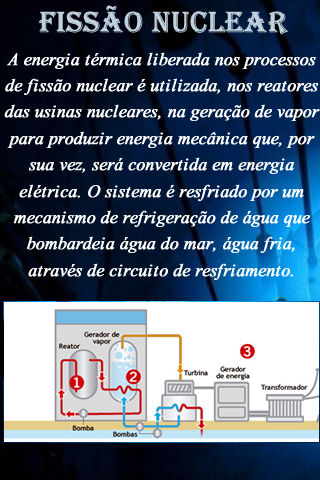 FISSÃO NUCLEAR
A energia térmica liberada nos processos
de fissão nuclear é utilizada, nos reatores
das usinas nucleares, na geração de vapor
para produzir energia mecânica que, por
sua vez, será convertida em energia
elétrica. O sistema é resfriado por um
mecanismo de refrigeração de água que
bombardeia água do mar, água fria,
através de circuito de resfriamento.
Gerador de
vapor
Reator
1
2
3
Turbina
Gerador
de energia
Transformador
Bomba
Bombas